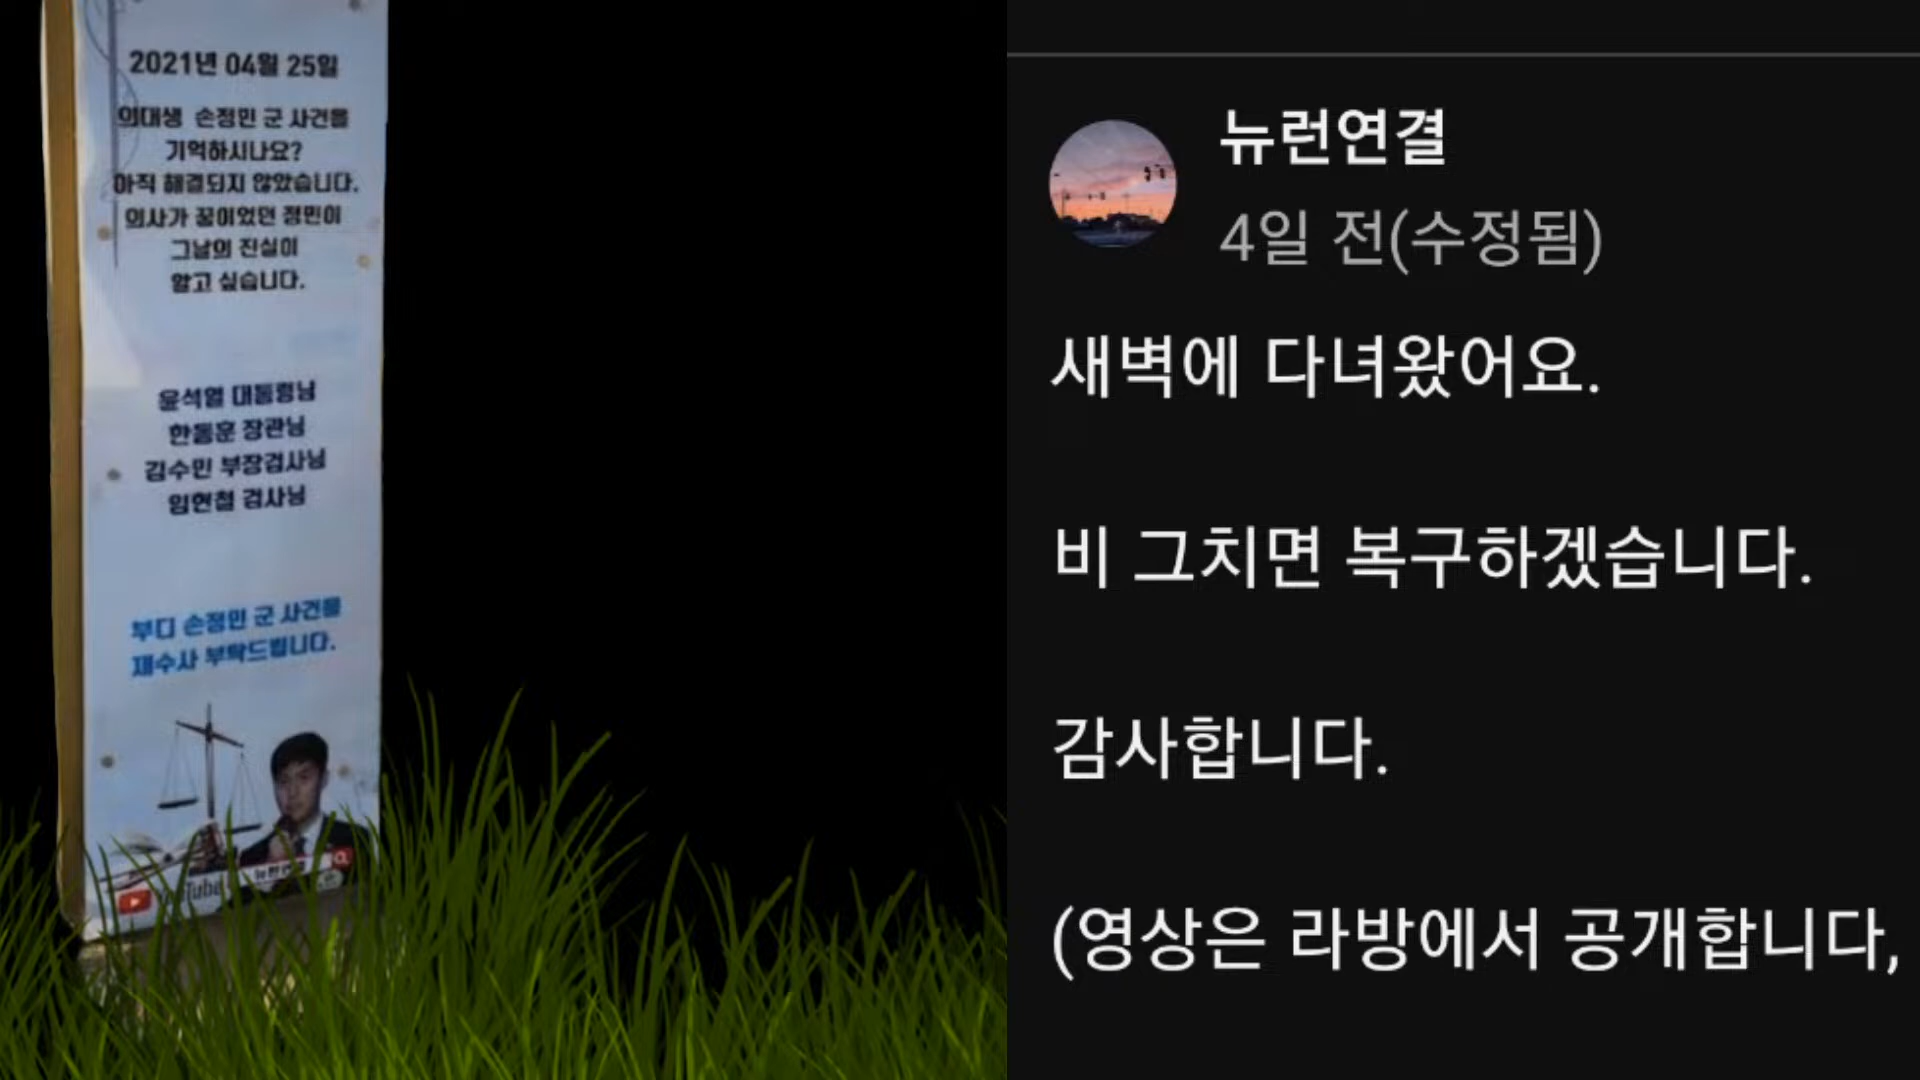 2021년 04월 25일
의대생 손정민 군 사건을
기억하시나요?
아직 해결되지 않았습니다.
의사가 꿈이었던 정민이
그날의 진실이
알고 싶습니다.
윤석열 대통령님
한동훈 장관님
김수민 부장검사님
임현철 검사님
부디 손정민 군 사건을
재수사 부탁드립니다.
뉴런연결
4일 전(수정됨)
새벽에 다녀왔어요.
비 그치면 복구하겠습니다.
감사합니다.
(영상은 라방에서 공개합니다,